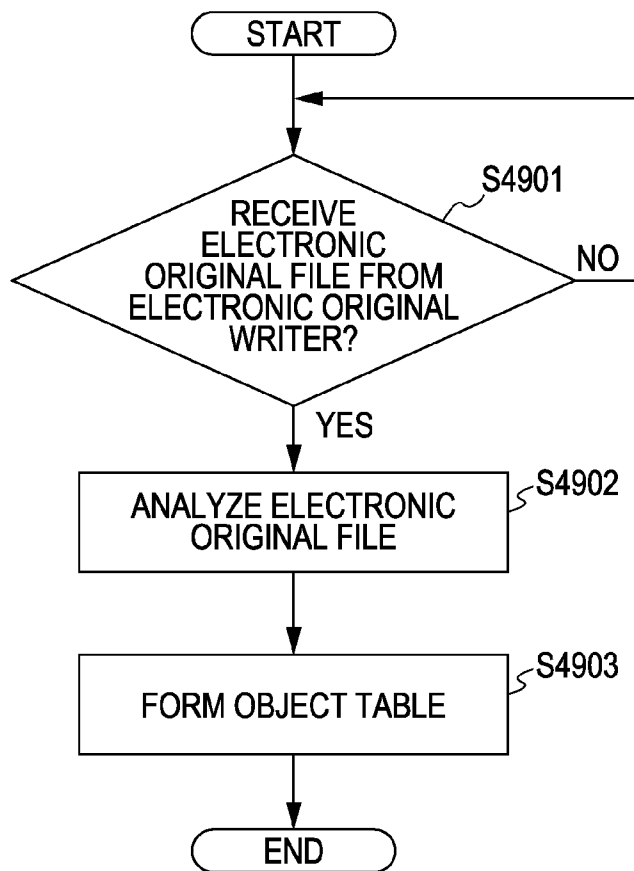 START
S4901
RECEIVE
ELECTRONIC
ORIGINAL FILE FROM
ELECTRONIC ORIGINAL
WRITER?
NO
YES
S4902
ANALYZE ELECTRONIC
ORIGINAL FILE
S4903
FORM OBJECT TABLE
END